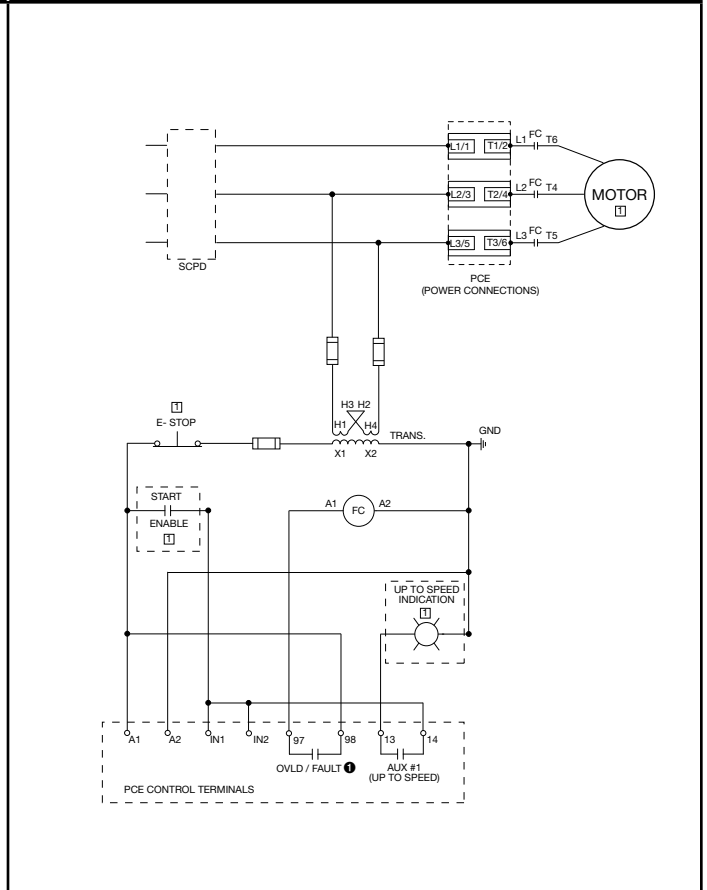 L1/1 T1/2 L1 FC T6
L2/3 T2/4 L2 FC T4
MOTOR
1
L3/5 T3/6 L3 FC T5
SCPD
PCE
(POWER CONNECTIONS)
1
E- STOP
H3 H2
H1 H4
TRANS.
GND
X1 X2
START
ENABLE
1
A1 FC A2
UP TO SPEED
INDICATION
1
A1 A2 IN1 IN2 97 98 13 14
OVLD / FAULT 1
AUX #1
(UP TO SPEED)
PCE CONTROL TERMINALS